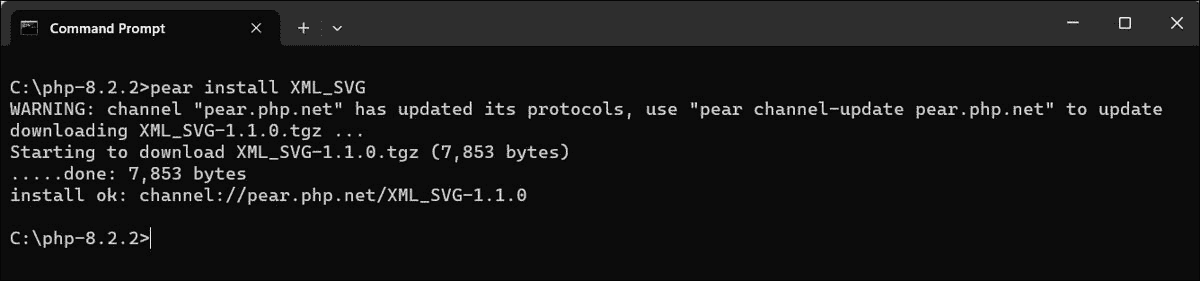 Command Prompt
C:\php-8.2.2>pear install XML_SVG
WARNING: channel "pear.php.net" has updated its protocols, use "pear channel-update pear.php.net" to update
downloading XML_SVG-1.1.0.tgz ...
Starting to download XML_SVG-1.1.0.tgz (7,853 bytes)
.....done: 7,853 bytes
install ok: channel://pear.php.net/XML_SVG-1.1.0
C:\php-8.2.2>